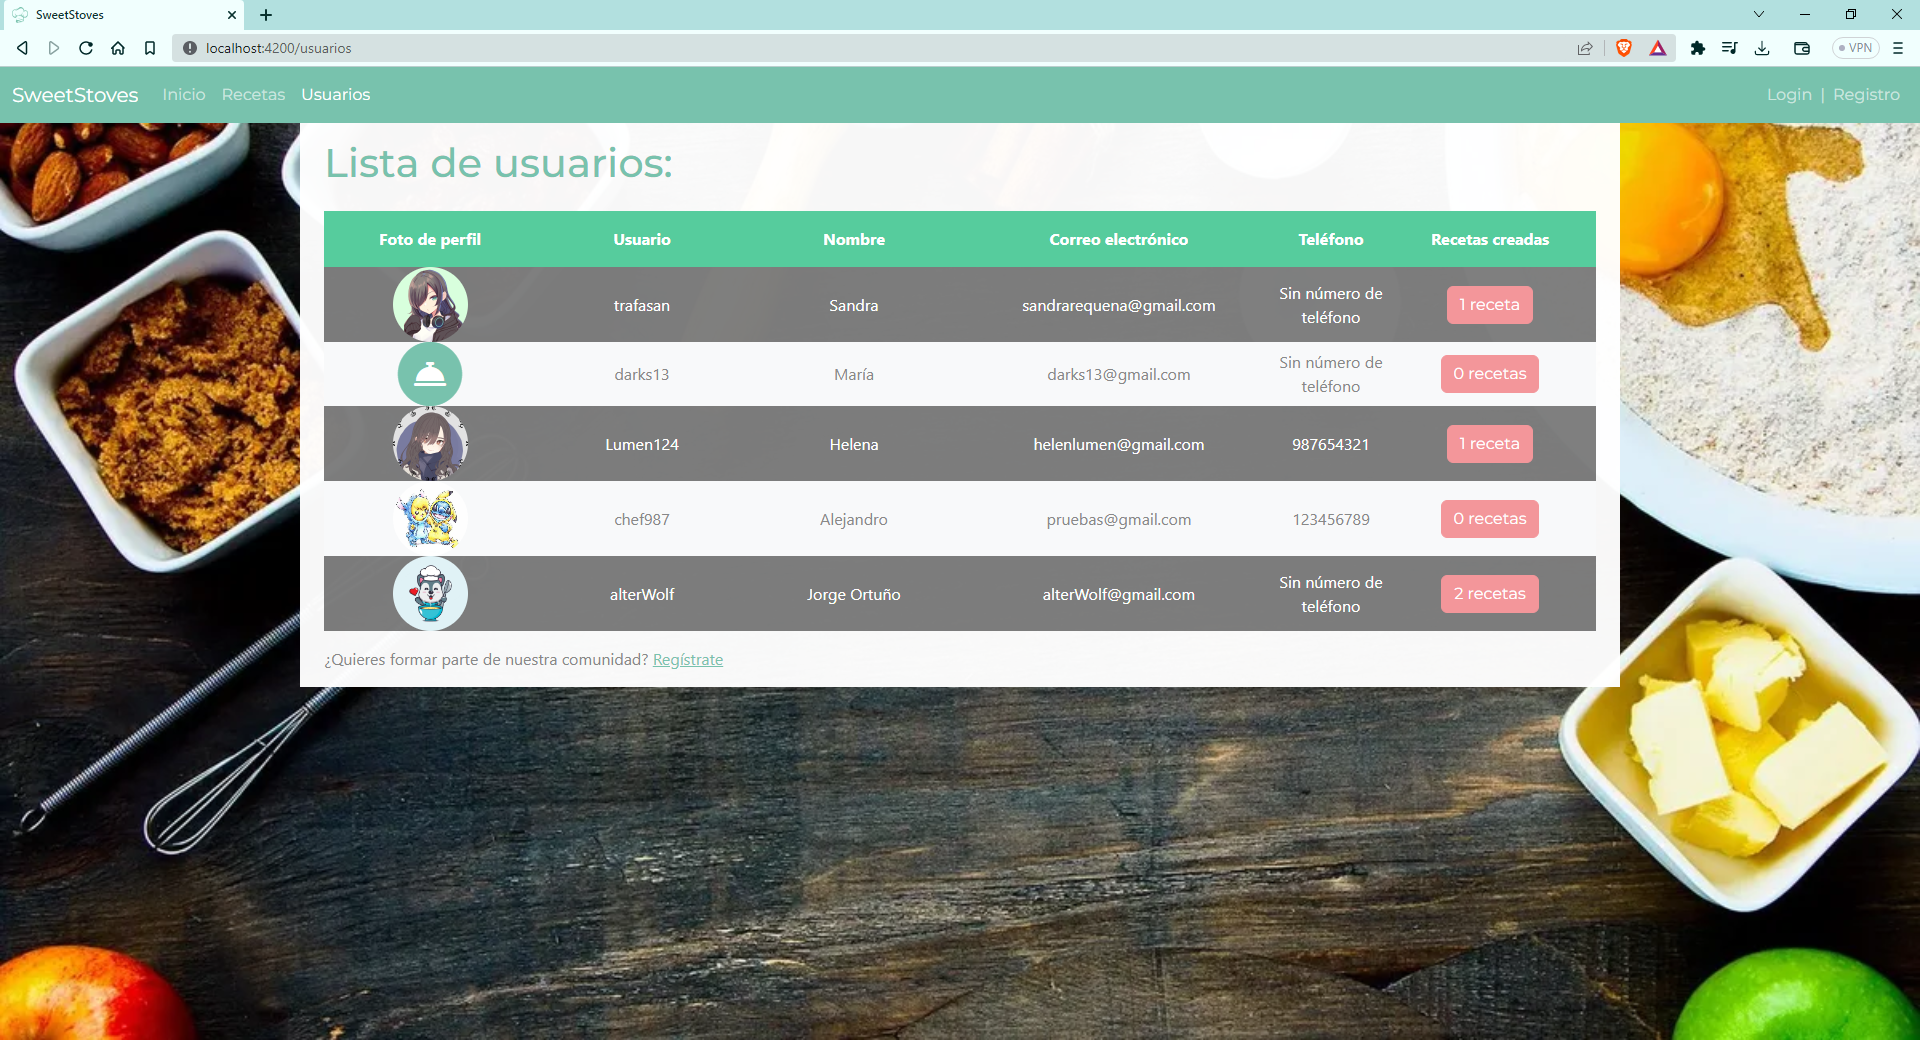 SweetStoves
localhost:4200/usuarios
VPN
SweetStoves Inicio Recetas Usuarios Login | Registro
Lista de usuarios:
Foto de perfil Usuario Nombre Correo electrónico Teléfono Recetas creadas
trafasan Sandra sandrarequena@gmail.com Sin número de teléfono 1 receta
darks13 María darks13@gmail.com Sin número de teléfono 0 recetas
Lumen124 Helena helenlumen@gmail.com 987654321 1 receta
chef987 Alejandro pruebas@gmail.com 123456789 0 recetas
alterWolf Jorge Ortuño alterWolf@gmail.com Sin número de teléfono 2 recetas
¿Quieres formar parte de nuestra comunidad? Regístrate